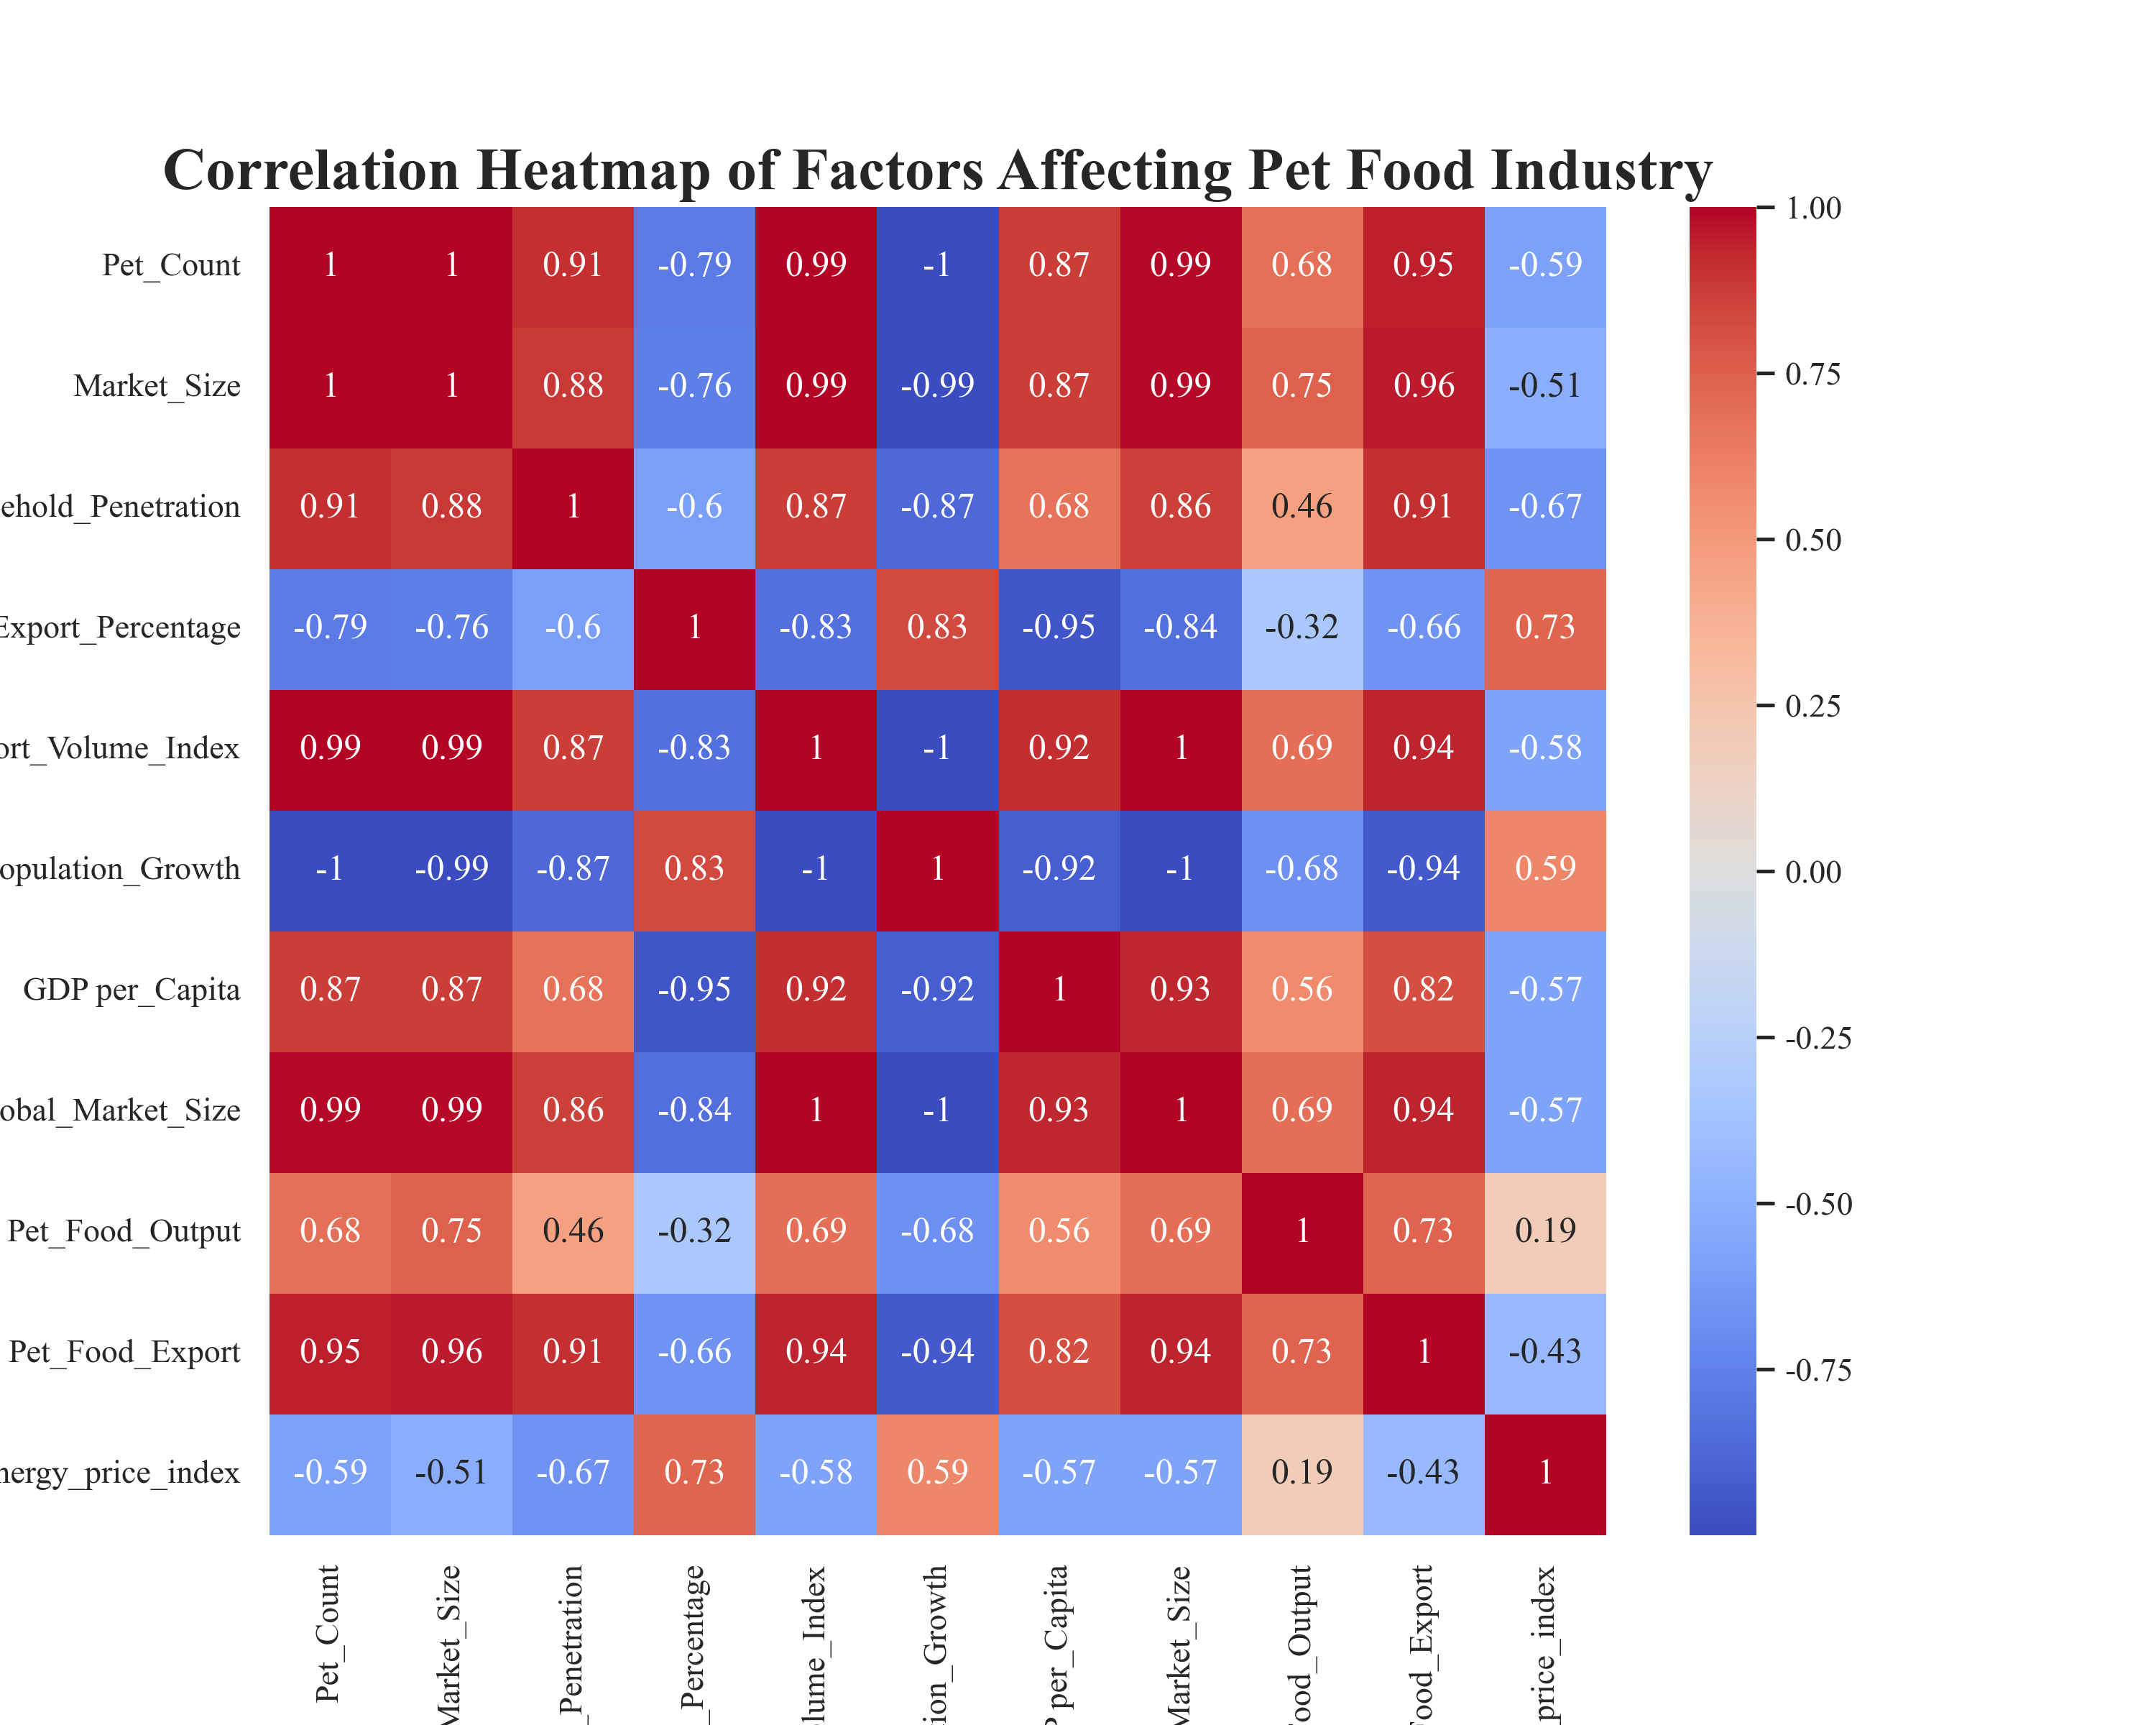 Correlation Heatmap of Factors Affecting Pet Food Industry
Pet_Count 1 1 0.91 -0.79 0.99 -1 0.87 0.99 0.68 0.95 -0.59
Market_Size 1 1 0.88 -0.76 0.99 -0.99 0.87 0.99 0.75 0.96 -0.51
ehold_Penetration 0.91 0.88 1 -0.6 0.87 -0.87 0.68 0.86 0.46 0.91 -0.67
Export_Percentage -0.79 -0.76 -0.6 1 -0.83 0.83 -0.95 -0.84 -0.32 -0.66 0.73
ort_Volume_Index 0.99 0.99 0.87 -0.83 1 -1 0.92 1 0.69 0.94 -0.58
opulation_Growth -1 -0.99 -0.87 0.83 -1 1 -0.92 -1 -0.68 -0.94 0.59
GDP per_Capita 0.87 0.87 0.68 -0.95 0.92 -0.92 1 0.93 0.56 0.82 -0.57
obal_Market_Size 0.99 0.99 0.86 -0.84 1 -1 0.93 1 0.69 0.94 -0.57
Pet_Food_Output 0.68 0.75 0.46 -0.32 0.69 -0.68 0.56 0.69 1 0.73 0.19
Pet_Food_Export 0.95 0.96 0.91 -0.66 0.94 -0.94 0.82 0.94 0.73 1 -0.43
nergy_price_index -0.59 -0.51 -0.67 0.73 -0.58 0.59 -0.57 -0.57 0.19 -0.43 1
Pet_Count
Market_Size
_Penetration
_Percentage
olume_Index
tion_Growth
P per_Capita
Market_Size
Food_Output
Food_Export
_price_index
1.00
0.75
0.50
0.25
0.00
-0.25
-0.50
-0.75